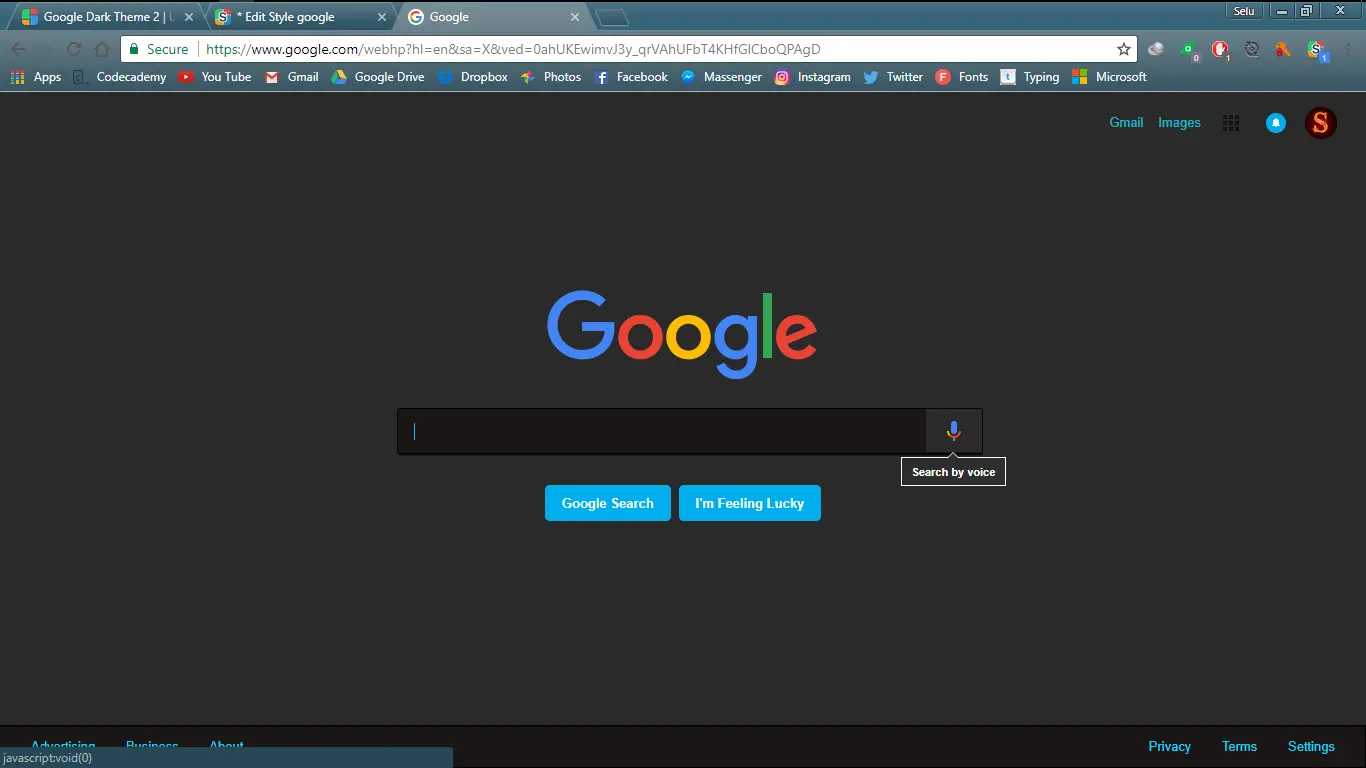 Google Dark Theme 2 | U
* Edit Style google
Google
Selu
Secure https://www.google.com/webhp?hl=en&sa=X&ved=0ahUKEwimvJ3y_qrVAhUFbT4KHfGlCboQPAgD
0
1
1
Apps Codecademy You Tube Gmail Google Drive Dropbox Photos Facebook Massenger Instagram Twitter Fonts Typing Microsoft
Gmail Images S
Google
Search by voice
Google Search I'm Feeling Lucky
Advertising Business About Privacy Terms Settings
javascript:void(0)